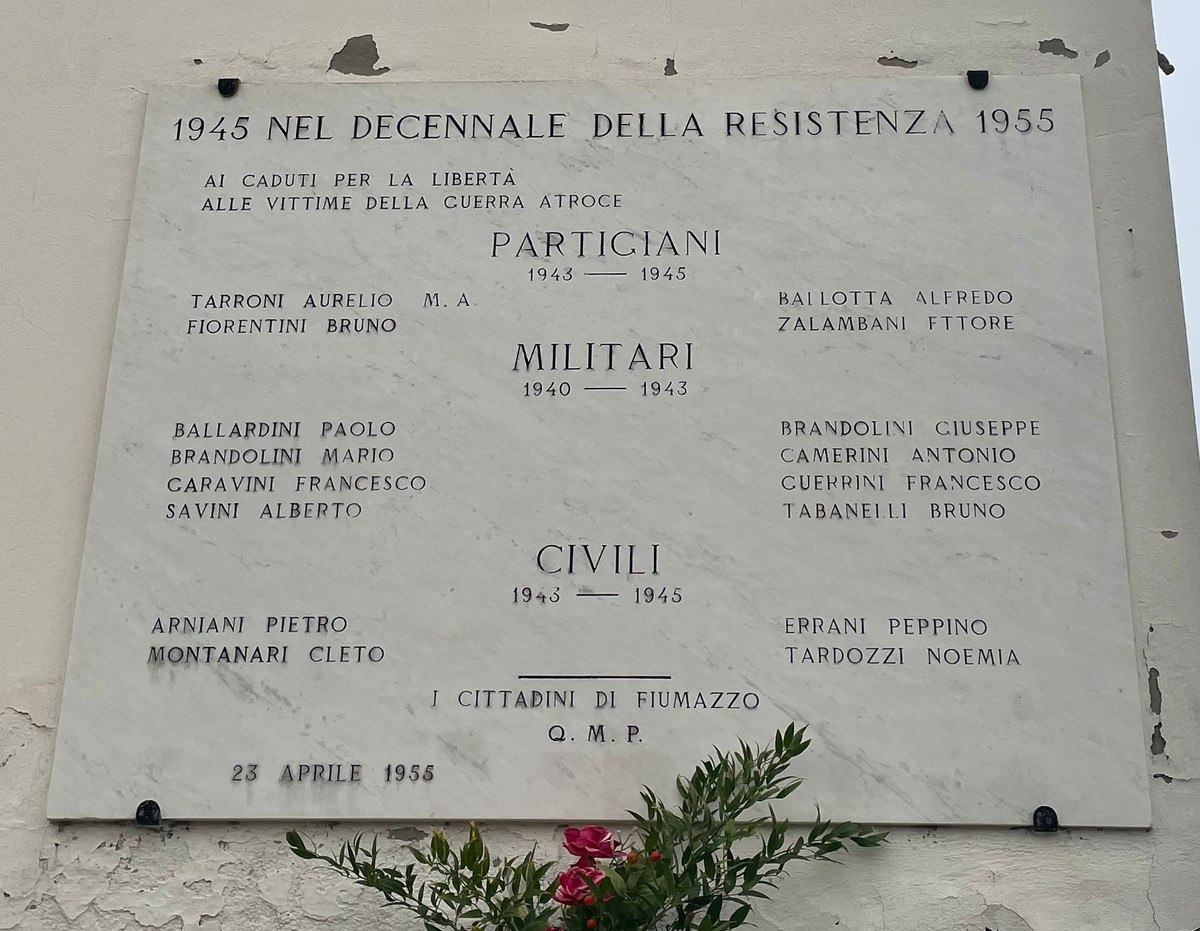 1945 NEL DECENNALE DELLA RESISTENZA 1955
AI CADUTI PER LA LIBERTÀ
ALLE VITTIME DELLA GUERRA ATROCE
PARTIGIANI
1943 — 1945
TARRONI AURELIO M. A. BALLOTTA ALFREDO
FIORENTINI BRUNO ZALAMBANI ETTORE
MILITARI
1940 — 1943
BALLARDINI PAOLO BRANDOLINI GIUSEPPE
BRANDOLINI MARIO CAMERINI ANTONIO
GARAVINI FRANCESCO GUERRINI FRANCESCO
SAVINI ALBERTO TABANELLI BRUNO
CIVILI
1943 — 1945
ARNIANI PIETRO ERRANI PEPPINO
MONTANARI CLETO TARDOZZI NOEMIA
I CITTADINI DI FIUMAZZO
Q. M. P.
23 APRILE 1955